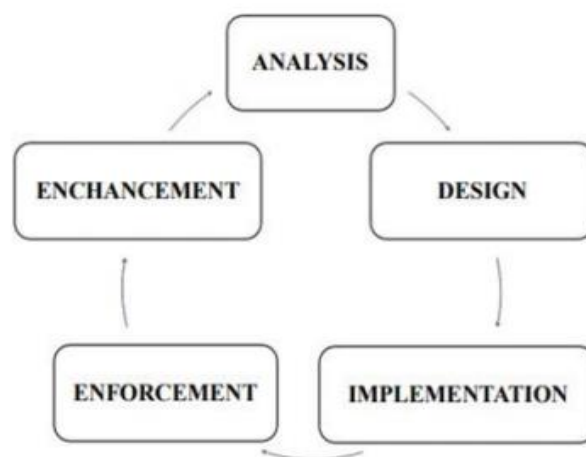 ANALYSIS
DESIGN
IMPLEMENTATION
ENFORCEMENT
ENCHANCEMENT